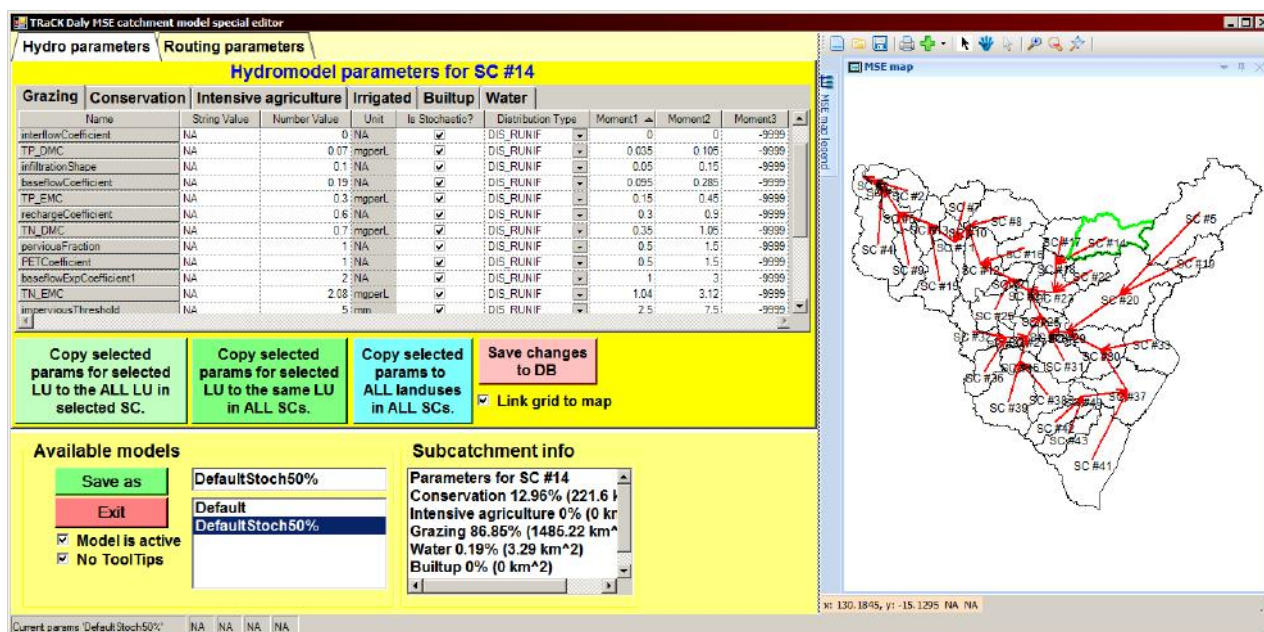 TRaCK Daly MSE catchment model special editor
Hydro parameters Routing parameters
Hydromodel parameters for SC #14
Grazing Conservation Intensive agriculture Irrigated Builtup Water
Name String Value Number Value Unit Is Stochastic? Distribution Type Moment1 Moment2 Moment3
interflowCoefficient NA 0 NA DIS_RUNIF 0 0 -9999
TP_DMC NA 0.07 mgperL DIS_RUNIF 0.035 0.105 -9999
infiltrationShape NA 0.1 NA DIS_RUNIF 0.05 0.15 -9999
baseflowCoefficient NA 0.19 NA DIS_RUNIF 0.095 0.285 -9999
TP_EMC NA 0.3 mgperL DIS_RUNIF 0.15 0.45 -9999
rechargeCoefficient NA 0.6 NA DIS_RUNIF 0.3 0.9 -9999
TN_DMC NA 0.7 mgperL DIS_RUNIF 0.35 1.05 -9999
perviousFraction NA 1 NA DIS_RUNIF 0.5 1.5 -9999
PETCoefficient NA 1 NA DIS_RUNIF 0.5 1.5 -9999
baseflowExpCoefficient1 NA 2 NA DIS_RUNIF 1 3 -9999
TN_EMC NA 2.08 mgperL DIS_RUNIF 1.04 3.12 -9999
imperviousThreshold NA 5 mm DIS_RUNIF 2.5 7.5 -9999
Copy selected
params for selected
LU to the ALL LU in
selected SC.
Copy selected
params for selected
LU to the same LU
in ALL SCs.
Copy selected
params to
ALL landuses
in ALL SCs.
Save changes
to DB
Link grid to map
Available models
Save as
DefaultStoch50%
Exit
Default
DefaultStoch50%
Model is active
No ToolTips
Subcatchment info
Parameters for SC #14
Conservation 12.96% (221.6 k
Intensive agriculture 0% (0 kr
Grazing 86.85% (1485.22 km^
Water 0.19% (3.29 km^2)
Builtup 0% (0 km^2)
Current params 'DefaultStoch50%' NA NA NA NA
MSE map
MSE map legend
SC #2
SC #7
SC #8
SC #5
SC #10
SC #4
SC #11
SC #17
SC #14
SC #16
SC #9
SC #12
SC #18
SC #22
SC #19
SC #15
SC #23
SC #20
SC #25
SC #32
SC #30
SC #33
SC #36
SC #31
SC #39
SC #38
SC #37
SC #42
SC #43
SC #41
x: 130.1845, y: -15.1295 NA NA